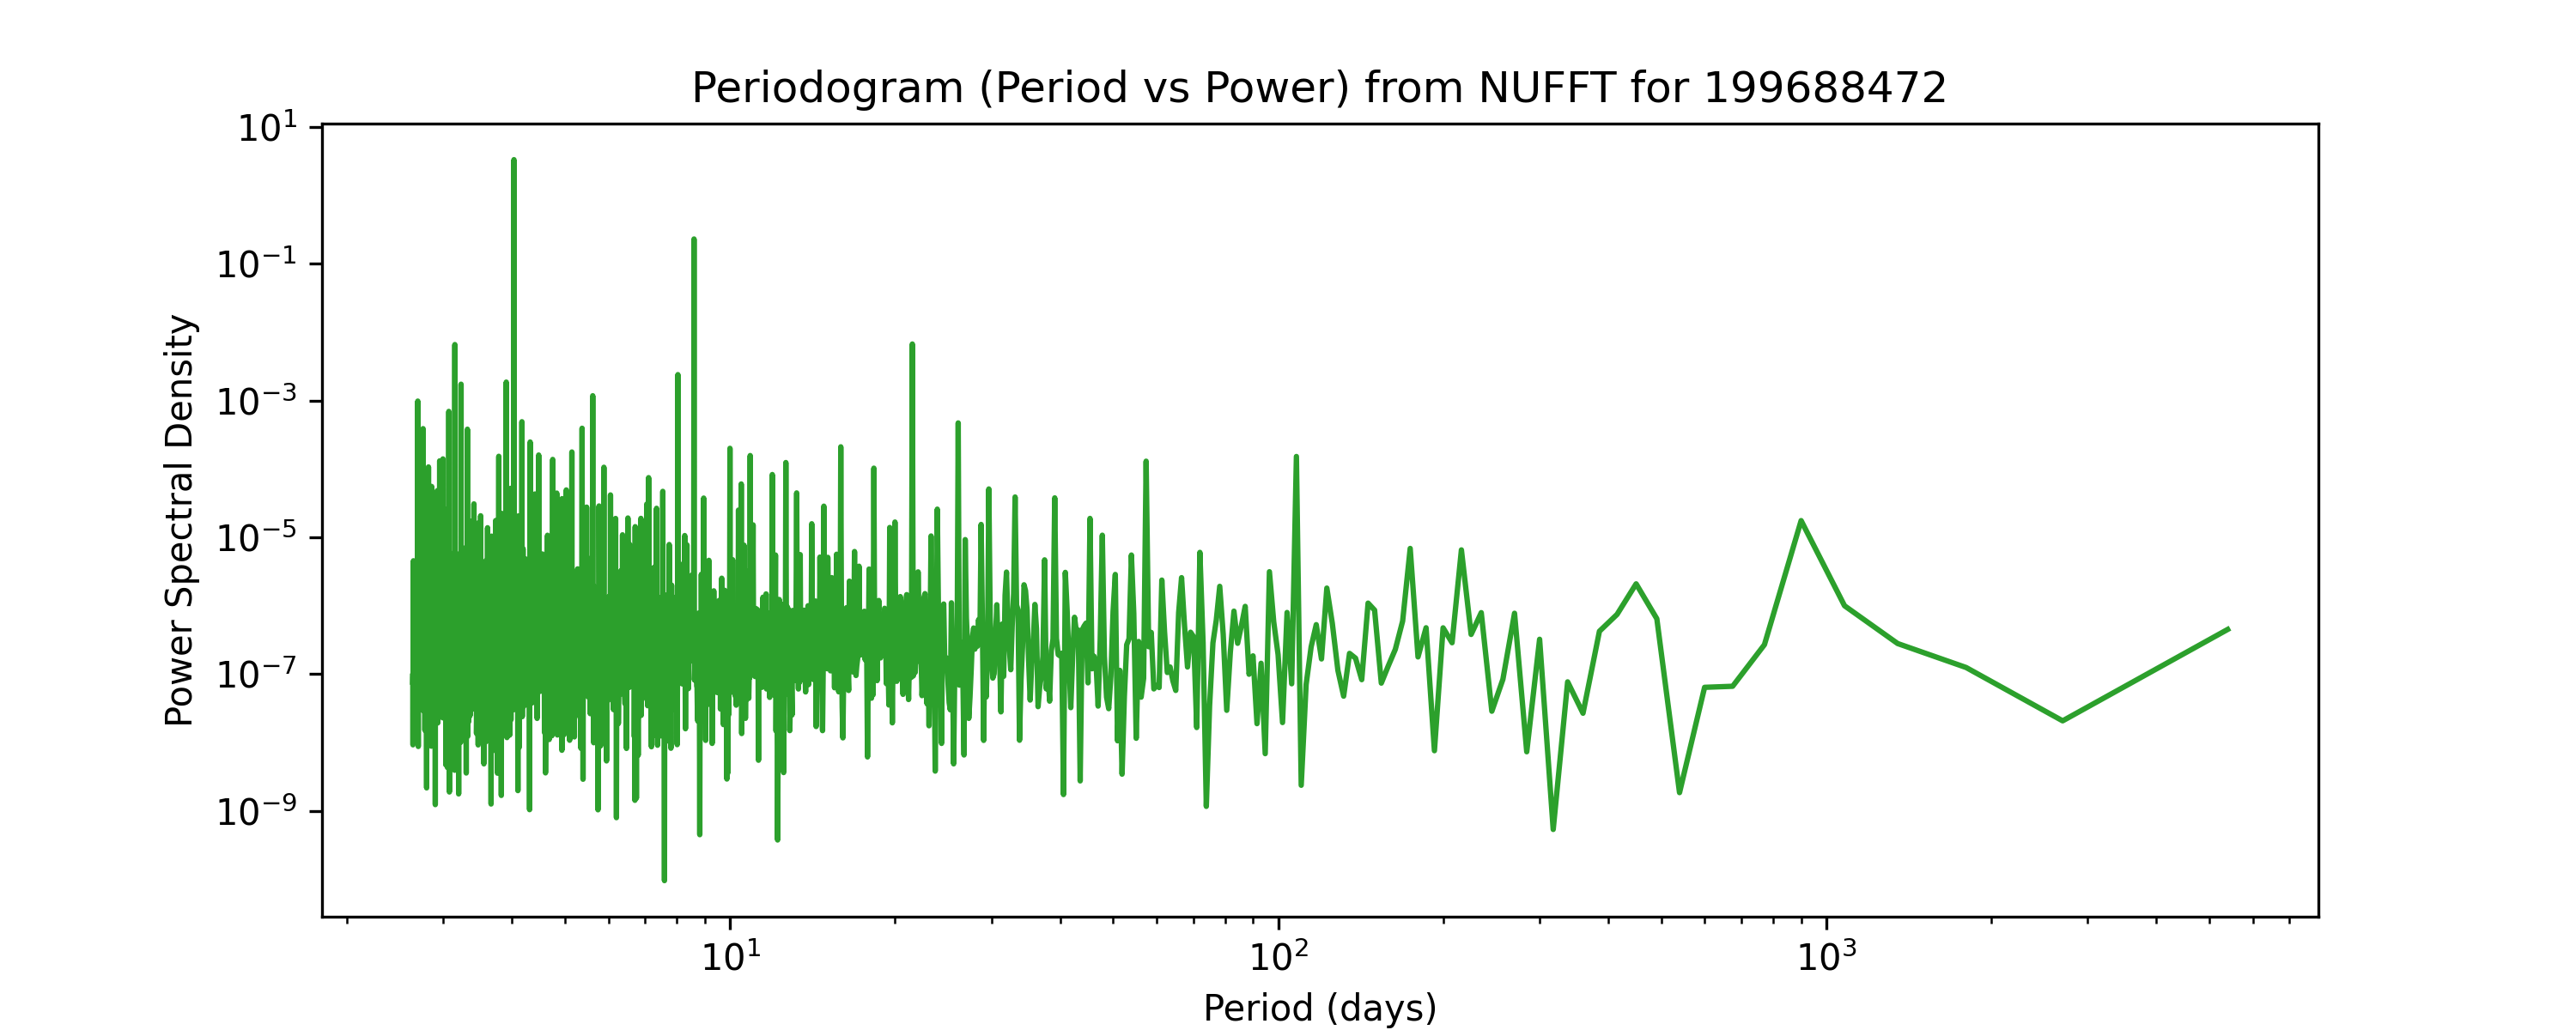 Periodogram (Period vs Power) from NUFFT for 199688472
Power Spectral Density
10¹
10⁻¹
10⁻³
10⁻⁵
10⁻⁷
10⁻⁹
10¹ 10² 10³
Period (days)